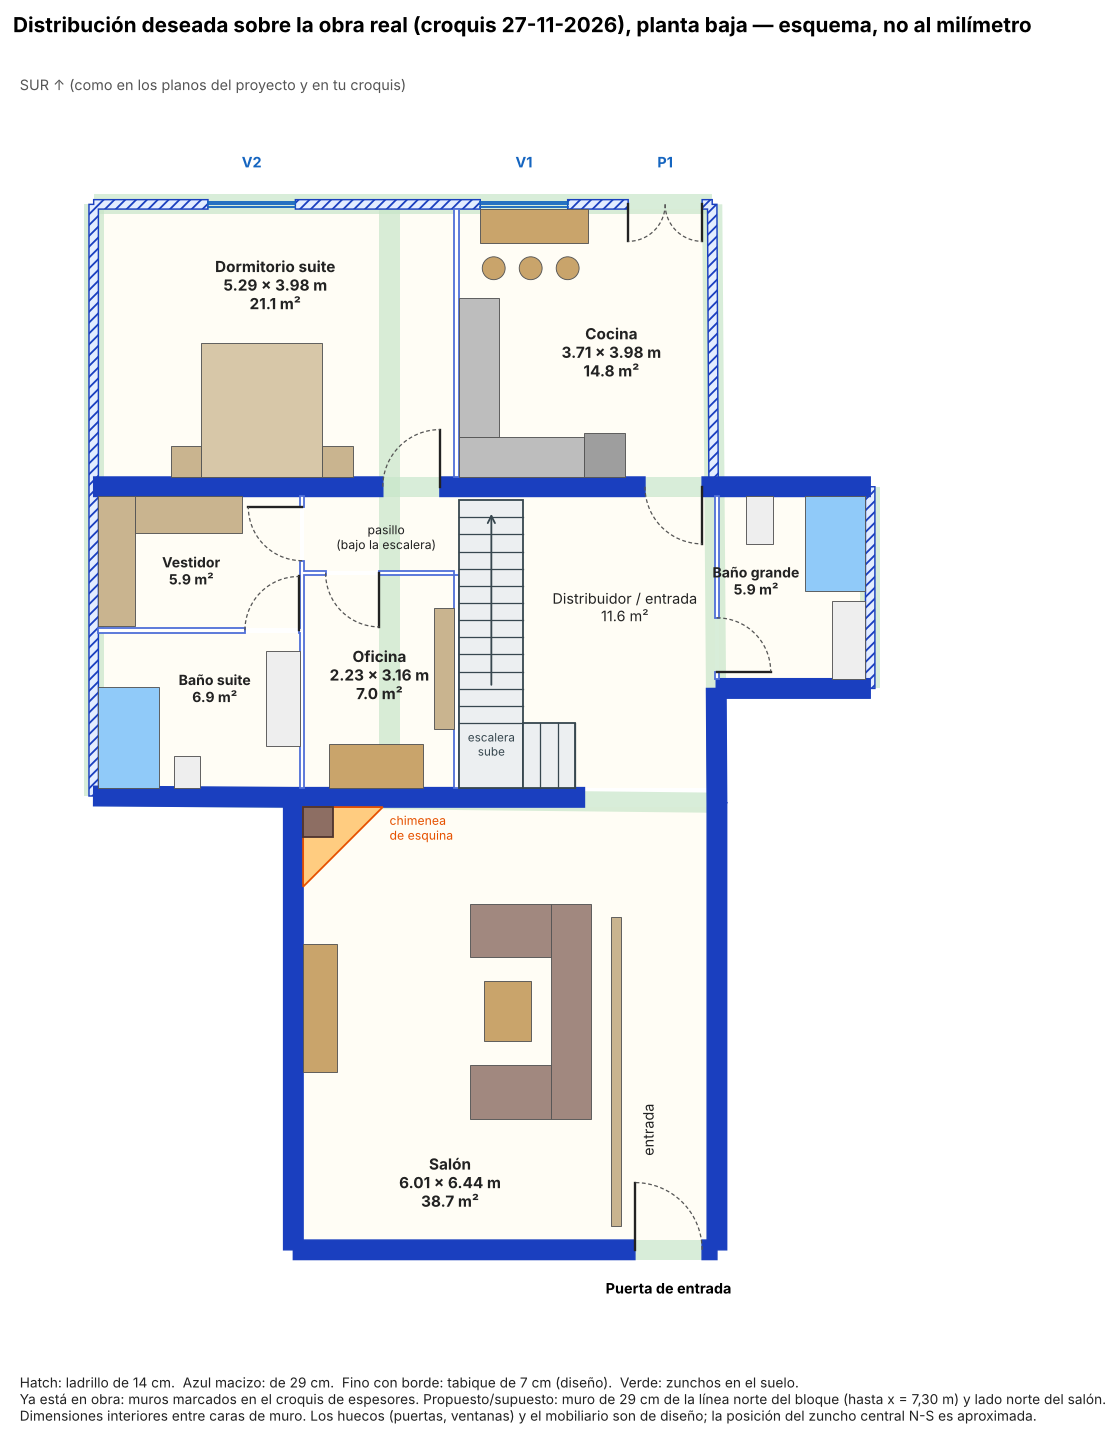 Distribución deseada sobre la obra real (croquis 27-11-2026), planta baja — esquema, no al milímetro
SUR ↑ (como en los planos del proyecto y en tu croquis)
V2
V1
P1
Dormitorio suite
5.29 × 3.98 m
21.1 m²
Cocina
3.71 × 3.98 m
14.8 m²
pasillo
(bajo la escalera)
Vestidor
5.9 m²
Baño grande
5.9 m²
Distribuidor / entrada
11.6 m²
Oficina
2.23 × 3.16 m
7.0 m²
Baño suite
6.9 m²
escalera
sube
chimenea
de esquina
entrada
Salón
6.01 × 6.44 m
38.7 m²
Puerta de entrada
Hatch: ladrillo de 14 cm.  Azul macizo: de 29 cm.  Fino con borde: tabique de 7 cm (diseño).  Verde: zunchos en el suelo.
Ya está en obra: muros marcados en el croquis de espesores. Propuesto/supuesto: muro de 29 cm de la línea norte del bloque (hasta x = 7,30 m) y lado norte del salón.
Dimensiones interiores entre caras de muro. Los huecos (puertas, ventanas) y el mobiliario son de diseño; la posición del zuncho central N-S es aproximada.